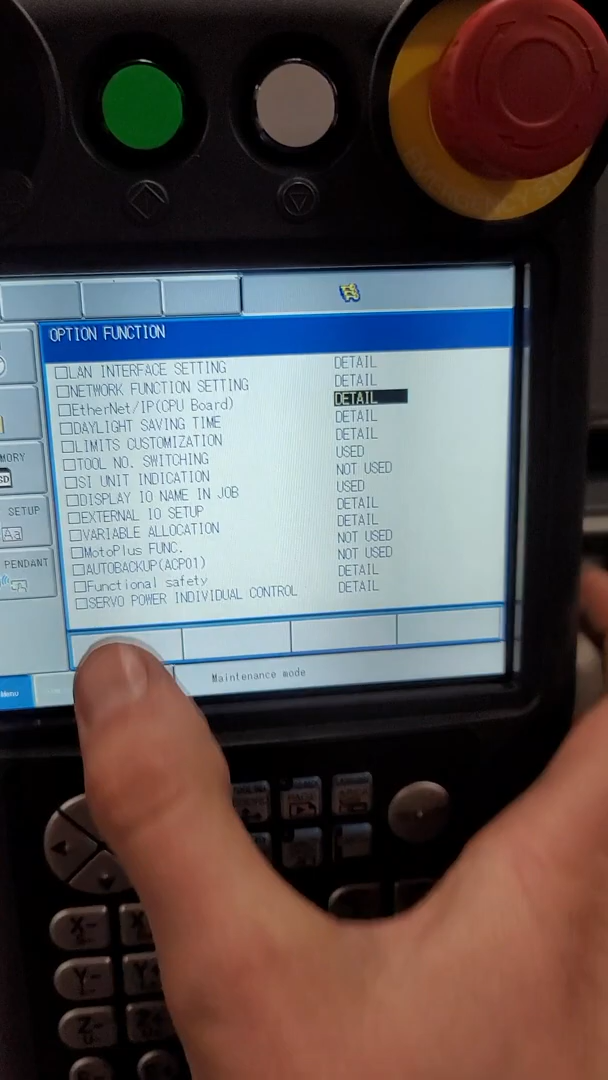 EMERGENCY
OPTION FUNCTION
□LAN INTERFACE SETTING DETAIL
□NETWORK FUNCTION SETTING DETAIL
□EtherNet/IP(CPU Board) DETAIL
□DAYLIGHT SAVING TIME DETAIL
□LIMITS CUSTOMIZATION DETAIL
□TOOL NO. SWITCHING USED
□SI UNIT INDICATION NOT USED
□DISPLAY IO NAME IN JOB USED
□EXTERNAL IO SETUP DETAIL
□VARIABLE ALLOCATION DETAIL
□MotoPlus FUNC. NOT USED
□AUTOBACKUP(ACP01) NOT USED
□Functional safety DETAIL
□SERVO POWER INDIVIDUAL CONTROL DETAIL
SETUP
Aa
PENDANT
Menu
Maintenance mode
X-
Y-
Z-